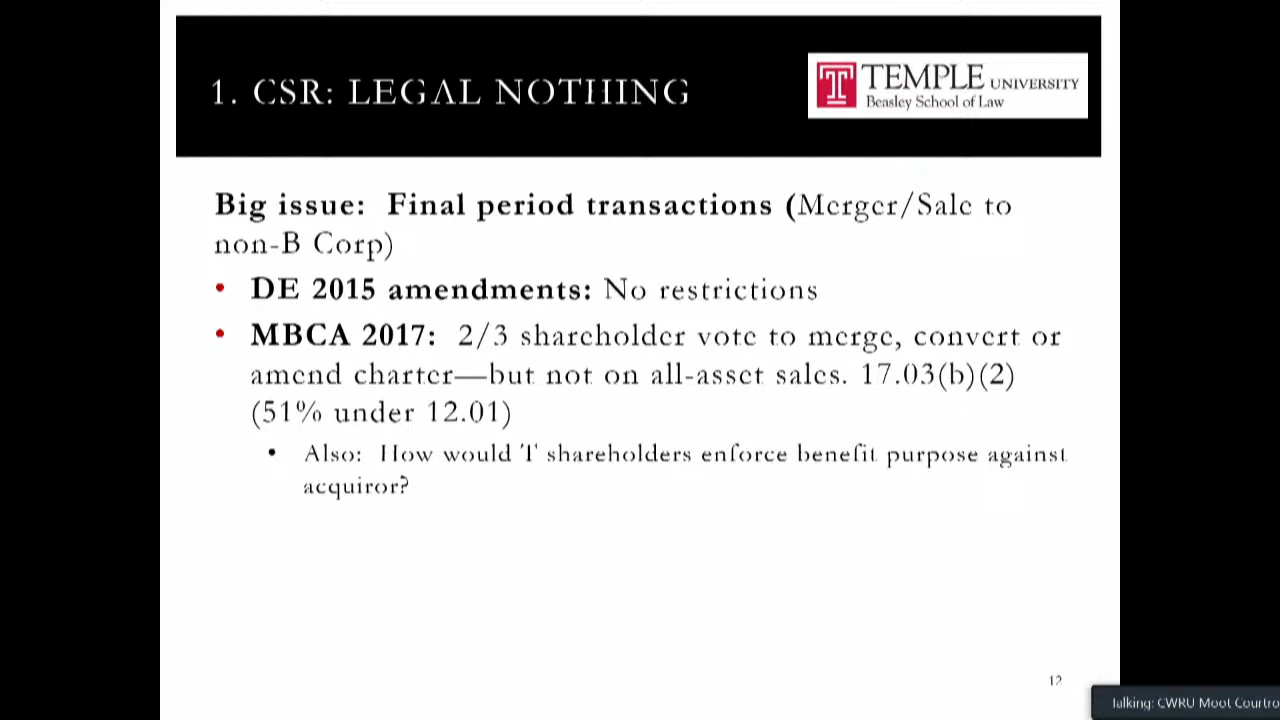 1. CSR: LEGAL NOTHING
TEMPLE UNIVERSITY
Beasley School of Law
Big issue: Final period transactions (Merger/Sale to
non-B Corp)
• DE 2015 amendments: No restrictions
• MBCA 2017: 2/3 shareholder vote to merge, convert or
amend charter—but not on all-asset sales. 17.03(b)(2)
(51% under 12.01)
• Also: How would T shareholders enforce benefit purpose against
acquiror?
12
Talking: CWRU Moot Courtro